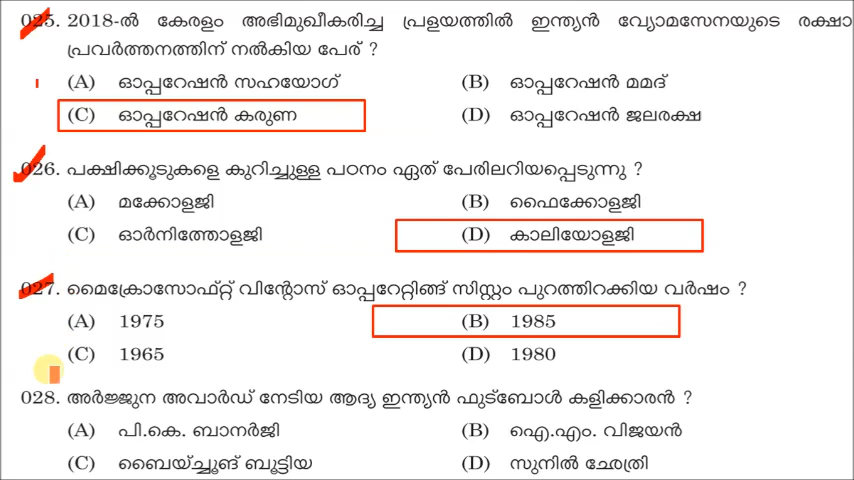 025. 2018-ൽ കേരളം അഭിമുഖീകരിച്ച പ്രളയത്തിൽ ഇന്ത്യൻ വ്യോമസേനയുടെ രക്ഷാ
പ്രവർത്തനത്തിന് നൽകിയ പേര് ?
(A) ഓപ്പറേഷൻ സഹയോഗ് (B) ഓപ്പറേഷൻ മമദ്
(C) ഓപ്പറേഷൻ കരുണ (D) ഓപ്പറേഷൻ ജലരക്ഷ
026. പക്ഷിക്കൂടുകളെ കുറിച്ചുള്ള പഠനം ഏത് പേരിലറിയപ്പെടുന്നു ?
(A) മക്കോളജി (B) ഫൈക്കോളജി
(C) ഓർനിത്തോളജി (D) കാലിയോളജി
027. മൈക്രോസോഫ്റ്റ് വിന്റോസ് ഓപ്പറേറ്റിങ്ങ് സിസ്റ്റം പുറത്തിറക്കിയ വർഷം ?
(A) 1975 (B) 1985
(C) 1965 (D) 1980
028. അർജ്ജുന അവാർഡ് നേടിയ ആദ്യ ഇന്ത്യൻ ഫുട്ബോൾ കളിക്കാരൻ ?
(A) പി.കെ. ബാനർജി (B) ഐ.എം. വിജയൻ
(C) ബൈയ്ച്ചൂങ് ബൂട്ടിയ (D) സുനിൽ ഛേത്രി